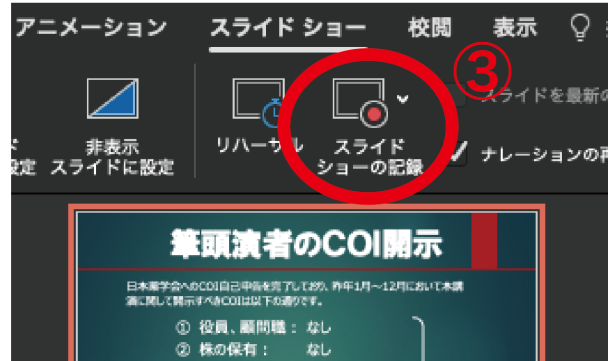 アニメーション スライド ショー 校閲 表示
③
スライドを最新の
非表示
スライドに設定
設定
リハーサル
スライド
ショーの記録
ナレーションの再
筆頭演者のCOI開示
日本薬学会へのCOI自己申告を完了しており、昨年1月～12月において本講
演に関して開示すべきCOIは以下の通りです。
① 役員、顧問職： なし
② 株の保有： なし